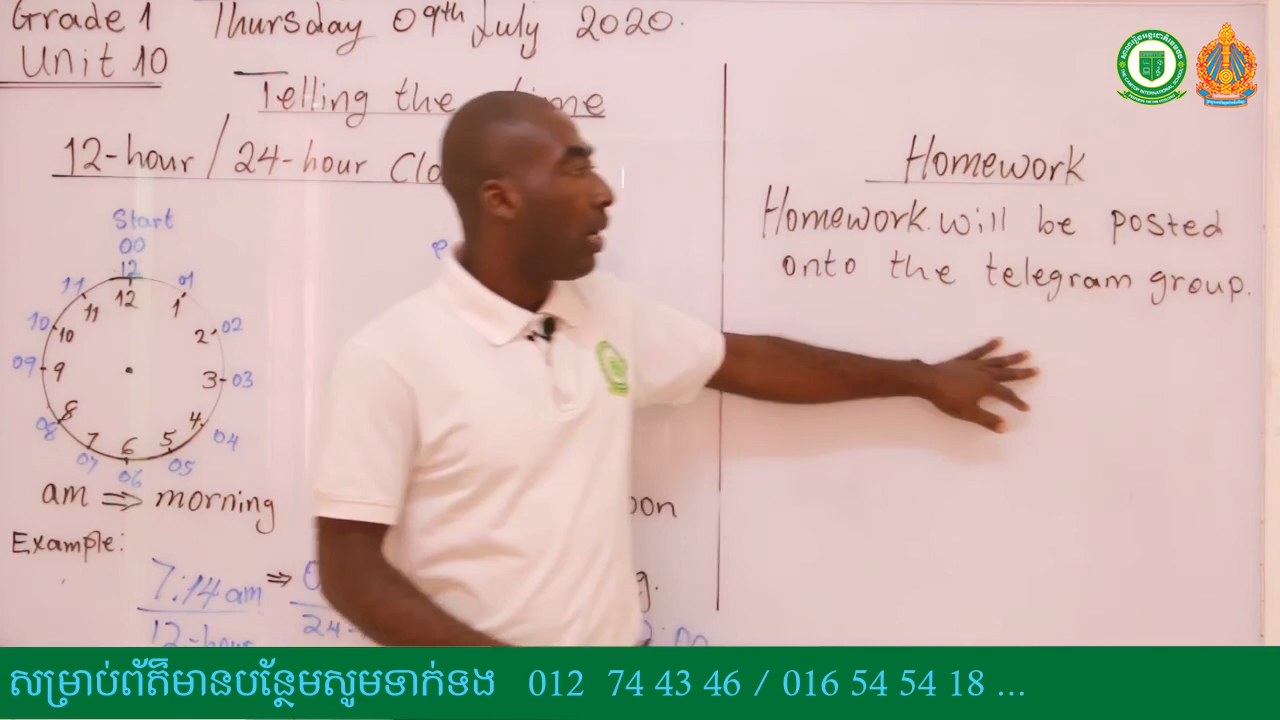 Grade 1 Thursday 09th July 2020.
Unit 10
Telling the time
12-hour / 24-hour Clo
Start
00
12
11 01
12
11 1
10 02
10 2
09 9 3 03
8 4
08 04
7 6 5
07 06 05
am ⇒ morning oon
Example:
7:14 am ⇒ 0 g.
12-hour 24-
Homework
Homework will be posted
onto the telegram group.
សម្រាប់ព័ត៌មានបន្ថែមសូមទាក់ទង 012 74 43 46 / 016 54 54 18 ...